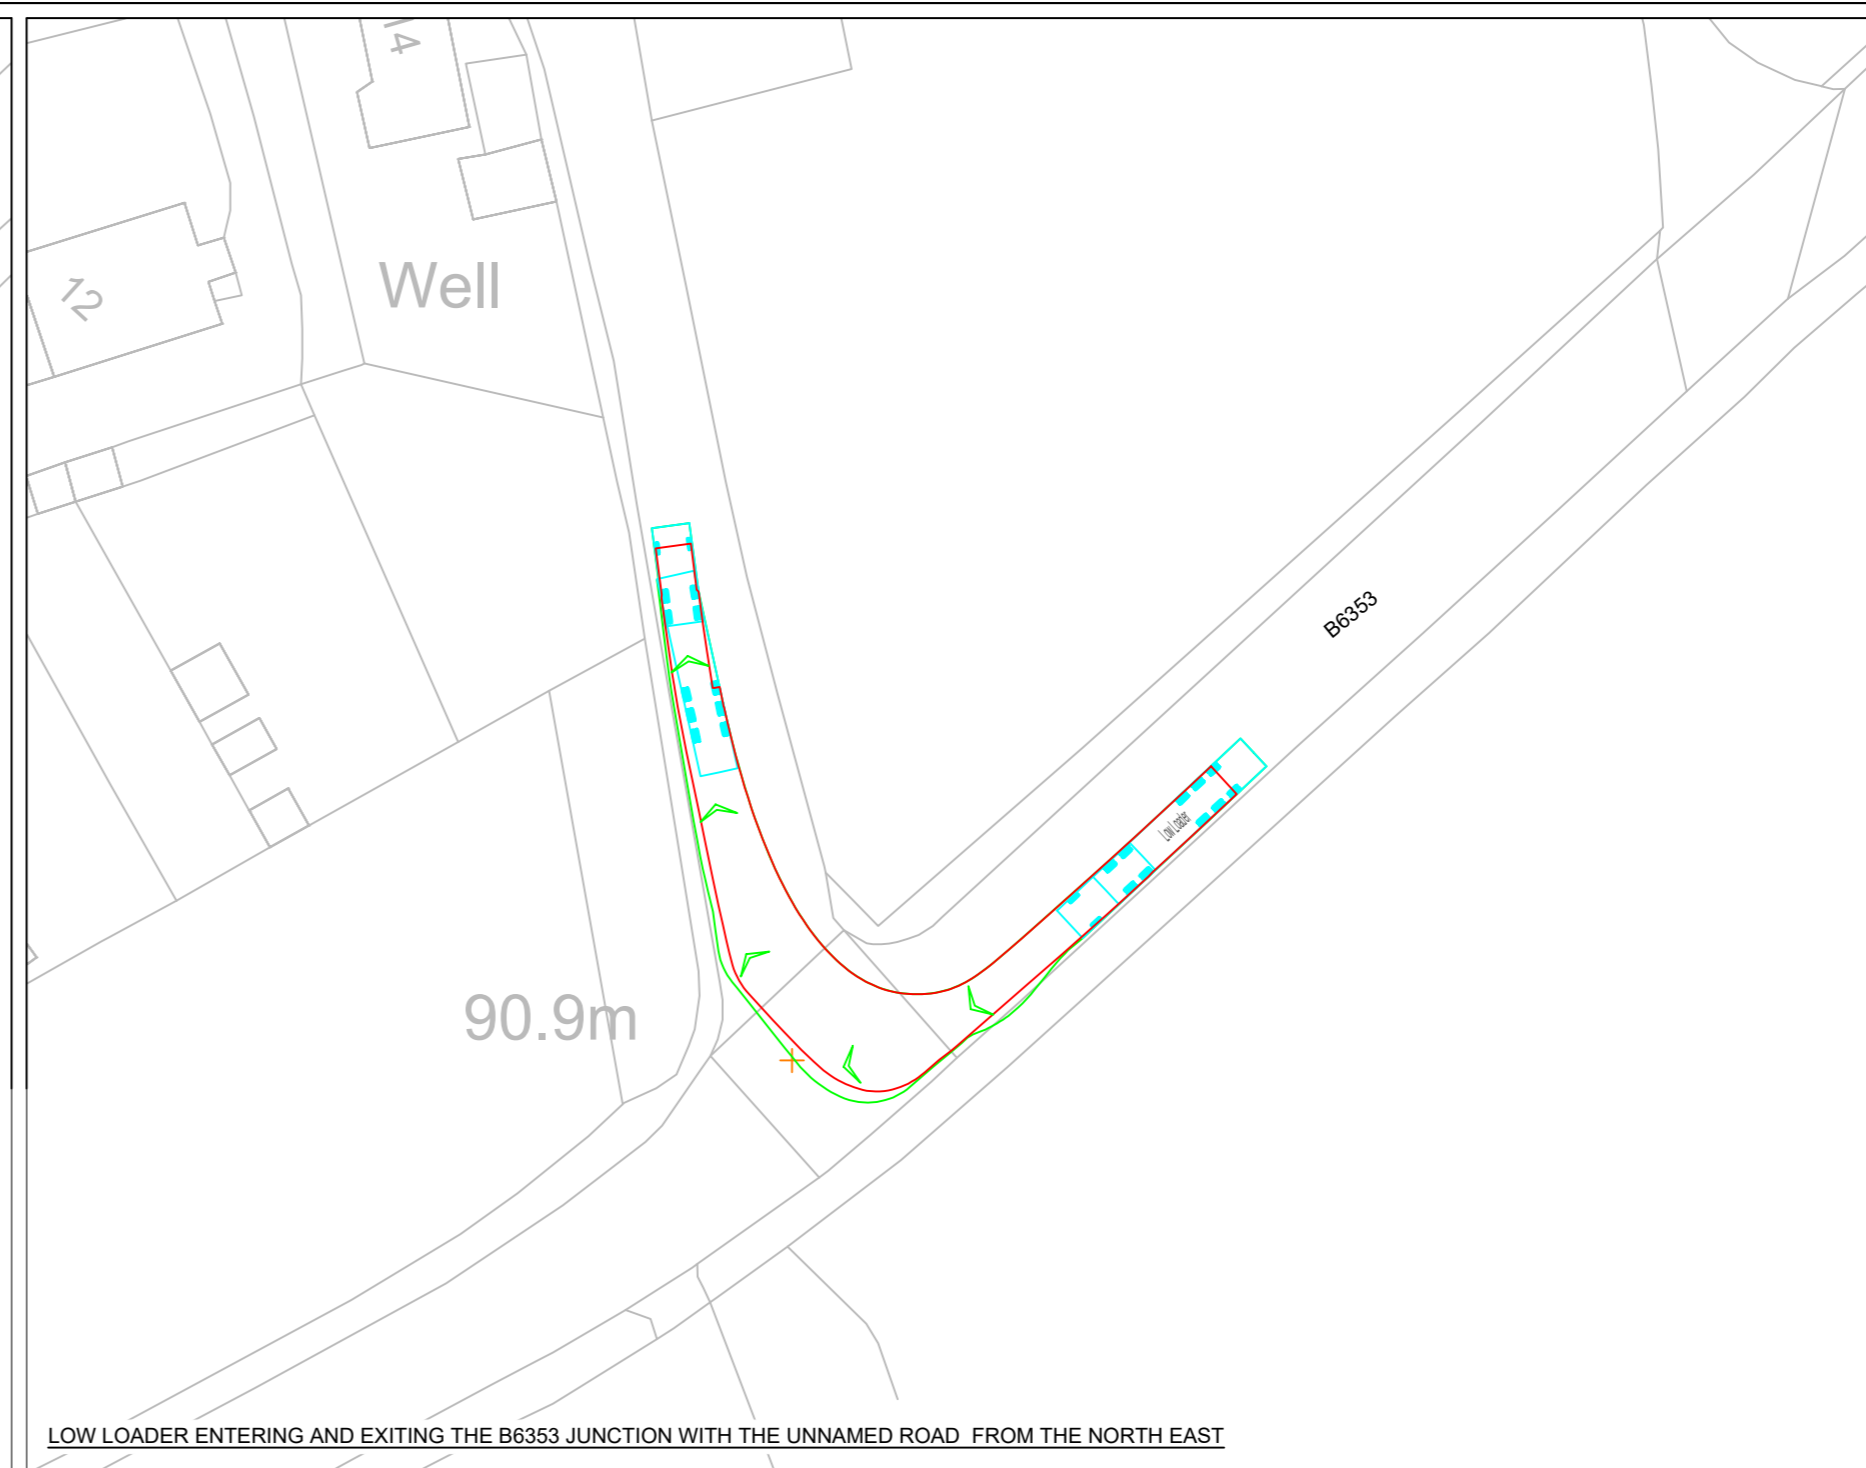 14
Well
12
B6353
Low Loader
90.9m
LOW LOADER ENTERING AND EXITING THE B6353 JUNCTION WITH THE UNNAMED ROAD FROM THE NORTH EAST